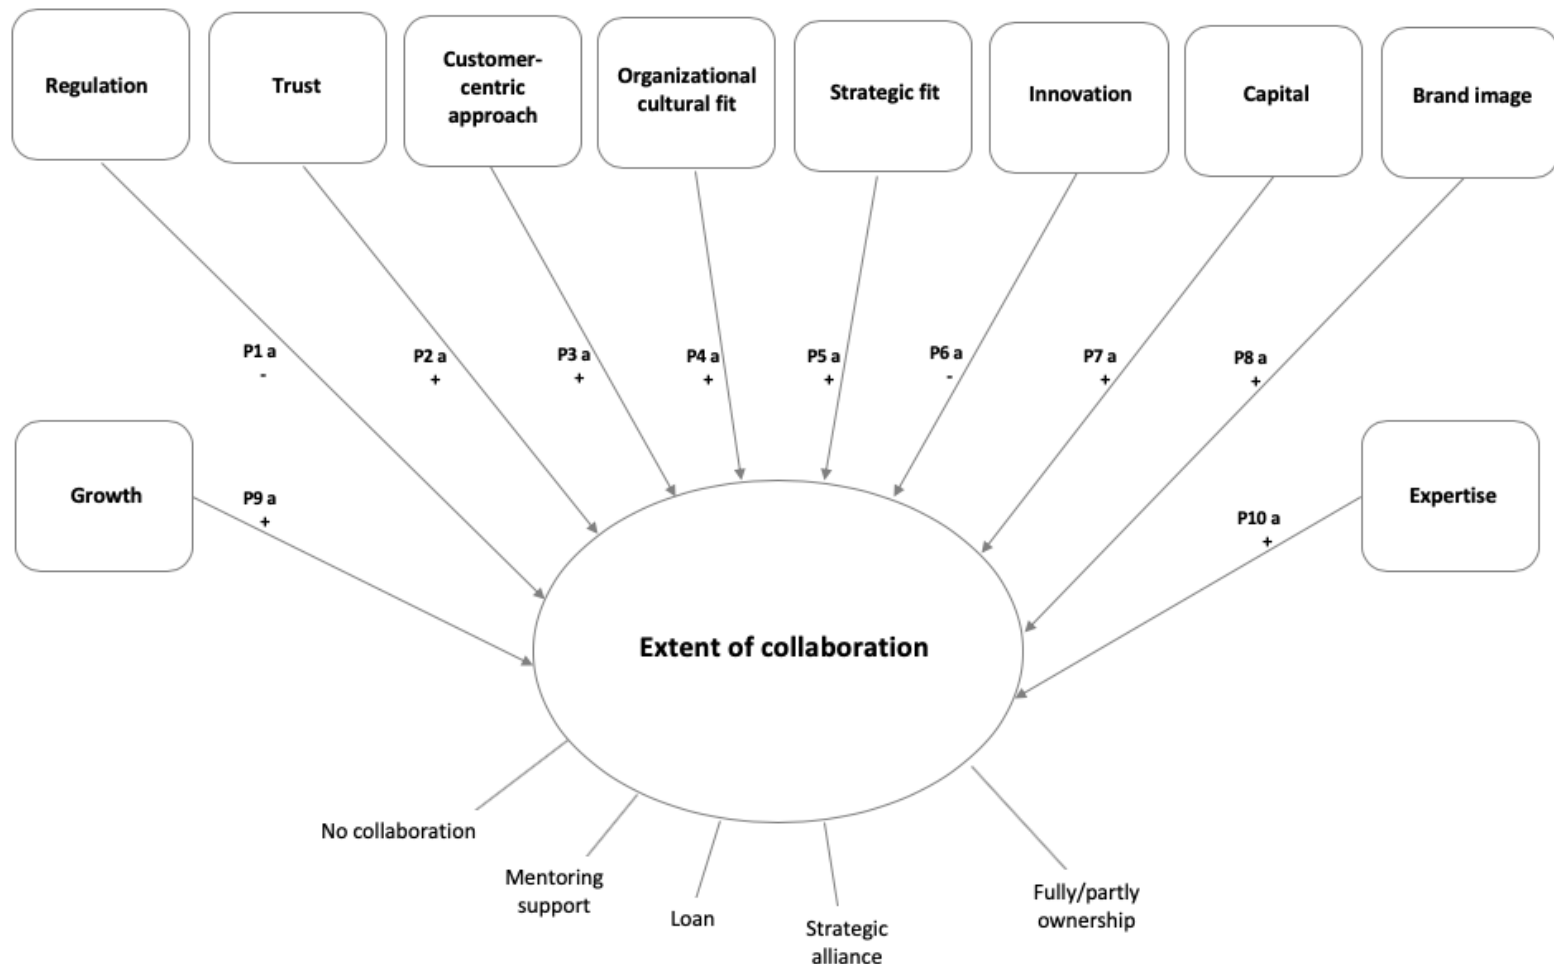 Regulation
Trust
Customer-
centric
approach
Organizational
cultural fit
Strategic fit
Innovation
Capital
Brand image
P1 a
-
P2 a
+
P3 a
+
P4 a
+
P5 a
+
P6 a
-
P7 a
+
P8 a
+
Growth
P9 a
+
P10 a
+
Expertise
Extent of collaboration
No collaboration
Mentoring
support
Loan
Strategic
alliance
Fully/partly
ownership